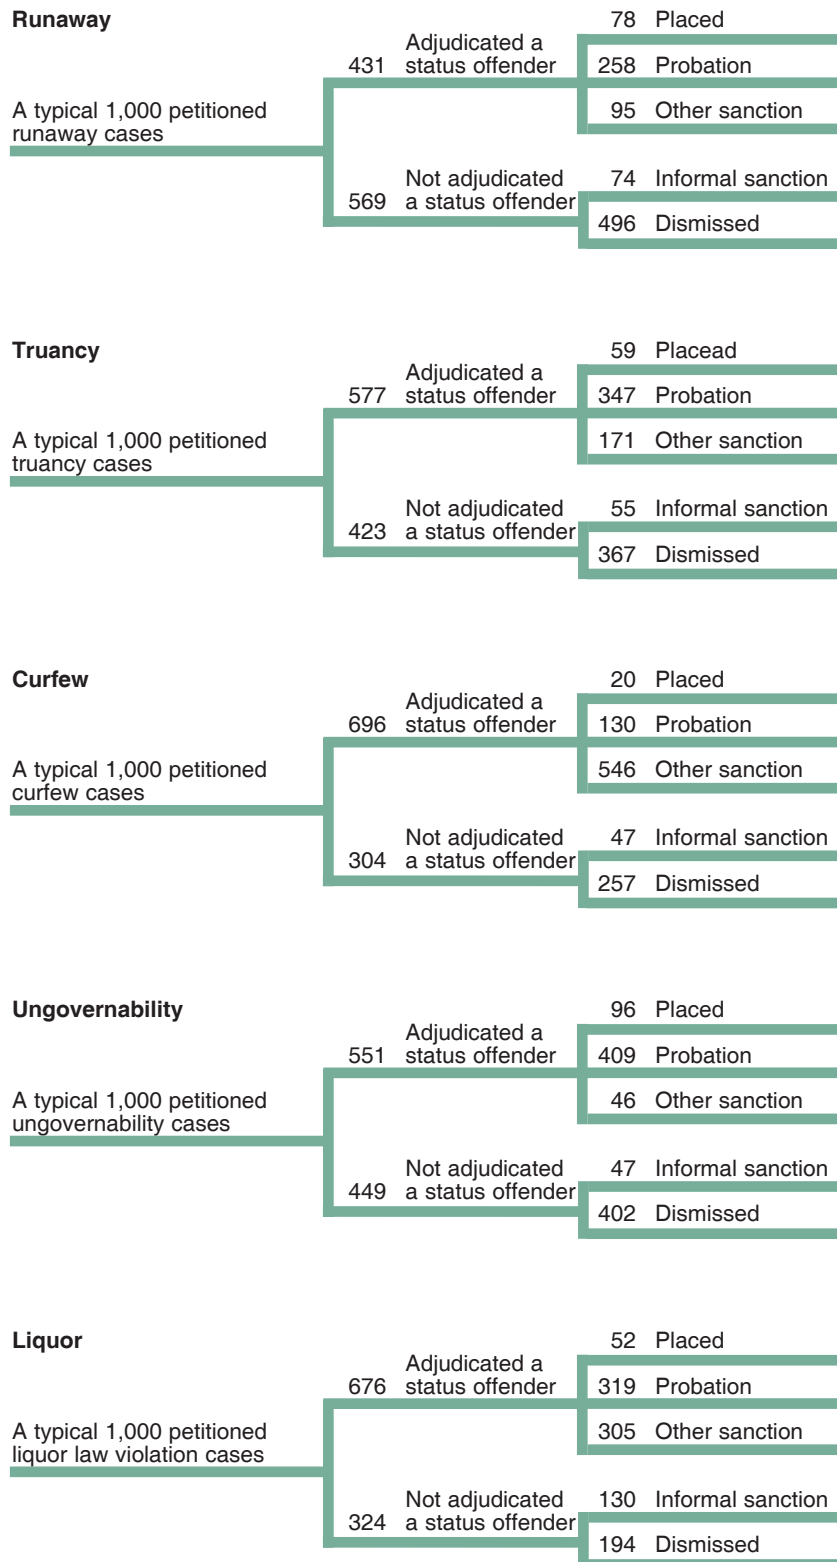 Runaway
78 Placed
Adjudicated a
431 status offender
258 Probation
A typical 1,000 petitioned
runaway cases
95 Other sanction
Not adjudicated
569 a status offender
74 Informal sanction
496 Dismissed
Truancy
59 Placead
Adjudicated a
577 status offender
347 Probation
A typical 1,000 petitioned
truancy cases
171 Other sanction
Not adjudicated
423 a status offender
55 Informal sanction
367 Dismissed
Curfew
20 Placed
Adjudicated a
696 status offender
130 Probation
A typical 1,000 petitioned
curfew cases
546 Other sanction
Not adjudicated
304 a status offender
47 Informal sanction
257 Dismissed
Ungovernability
96 Placed
Adjudicated a
551 status offender
409 Probation
A typical 1,000 petitioned
ungovernability cases
46 Other sanction
Not adjudicated
449 a status offender
47 Informal sanction
402 Dismissed
Liquor
52 Placed
Adjudicated a
676 status offender
319 Probation
A typical 1,000 petitioned
liquor law violation cases
305 Other sanction
Not adjudicated
324 a status offender
130 Informal sanction
194 Dismissed